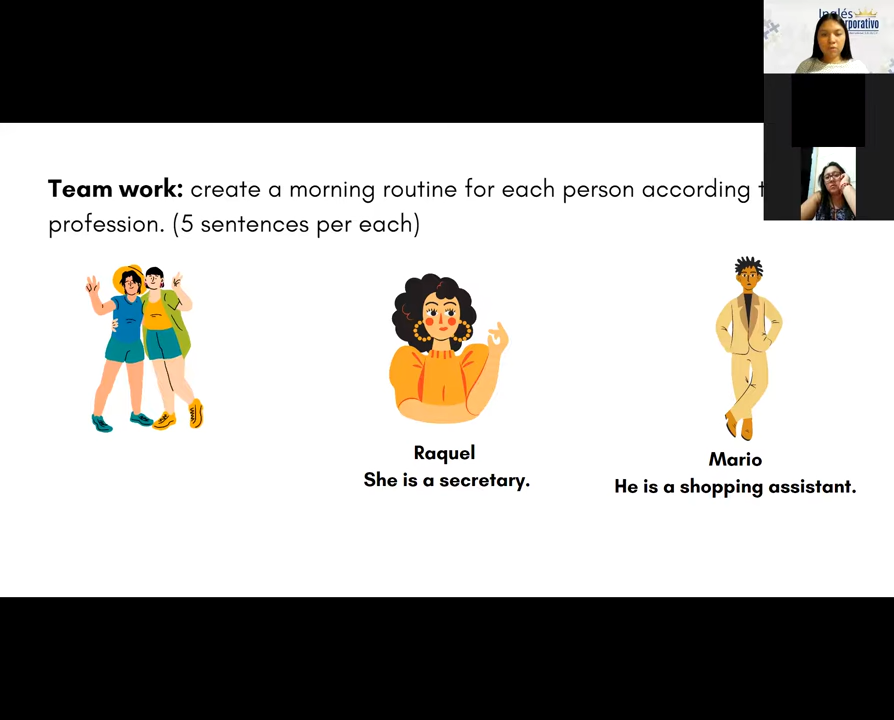 Team work: create a morning routine for each person according
profession. (5 sentences per each)
Raquel
She is a secretary.
Mario
He is a shopping assistant.
Inglés